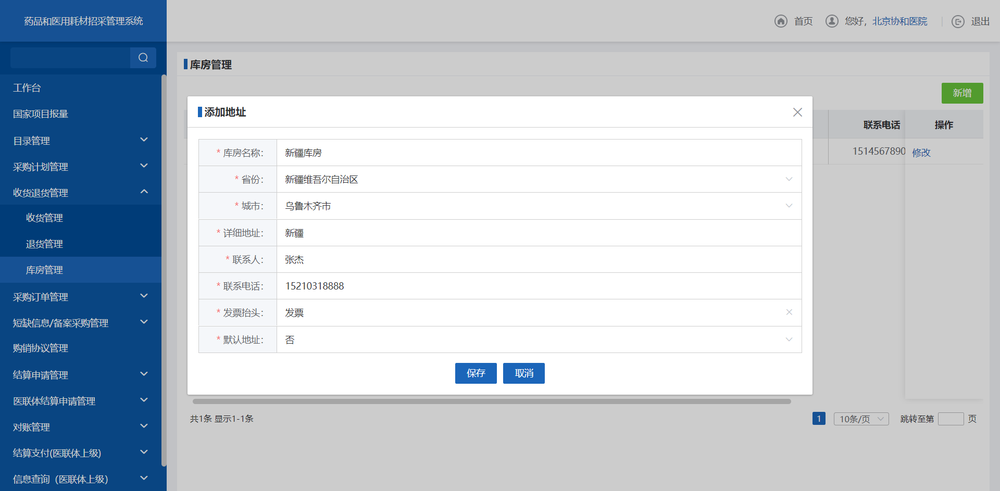 药品和医用耗材招采管理系统
首页
您好，北京协和医院
退出
工作台
国家项目报量
目录管理
采购计划管理
收货退货管理
收货管理
退货管理
库房管理
采购订单管理
短缺信息/备案采购管理
购销协议管理
结算申请管理
医联体结算申请管理
对账管理
结算支付(医联体上级)
信息查询（医联体上级）
库房管理
新增
联系电话
操作
1514567890
修改
添加地址
* 库房名称： 新疆库房
* 省份： 新疆维吾尔自治区
* 城市： 乌鲁木齐市
* 详细地址： 新疆
* 联系人： 张杰
* 联系电话： 15210318888
* 发票抬头： 发票
* 默认地址： 否
保存
取消
共1条 显示1-1条
1
10条/页
跳转至第 页